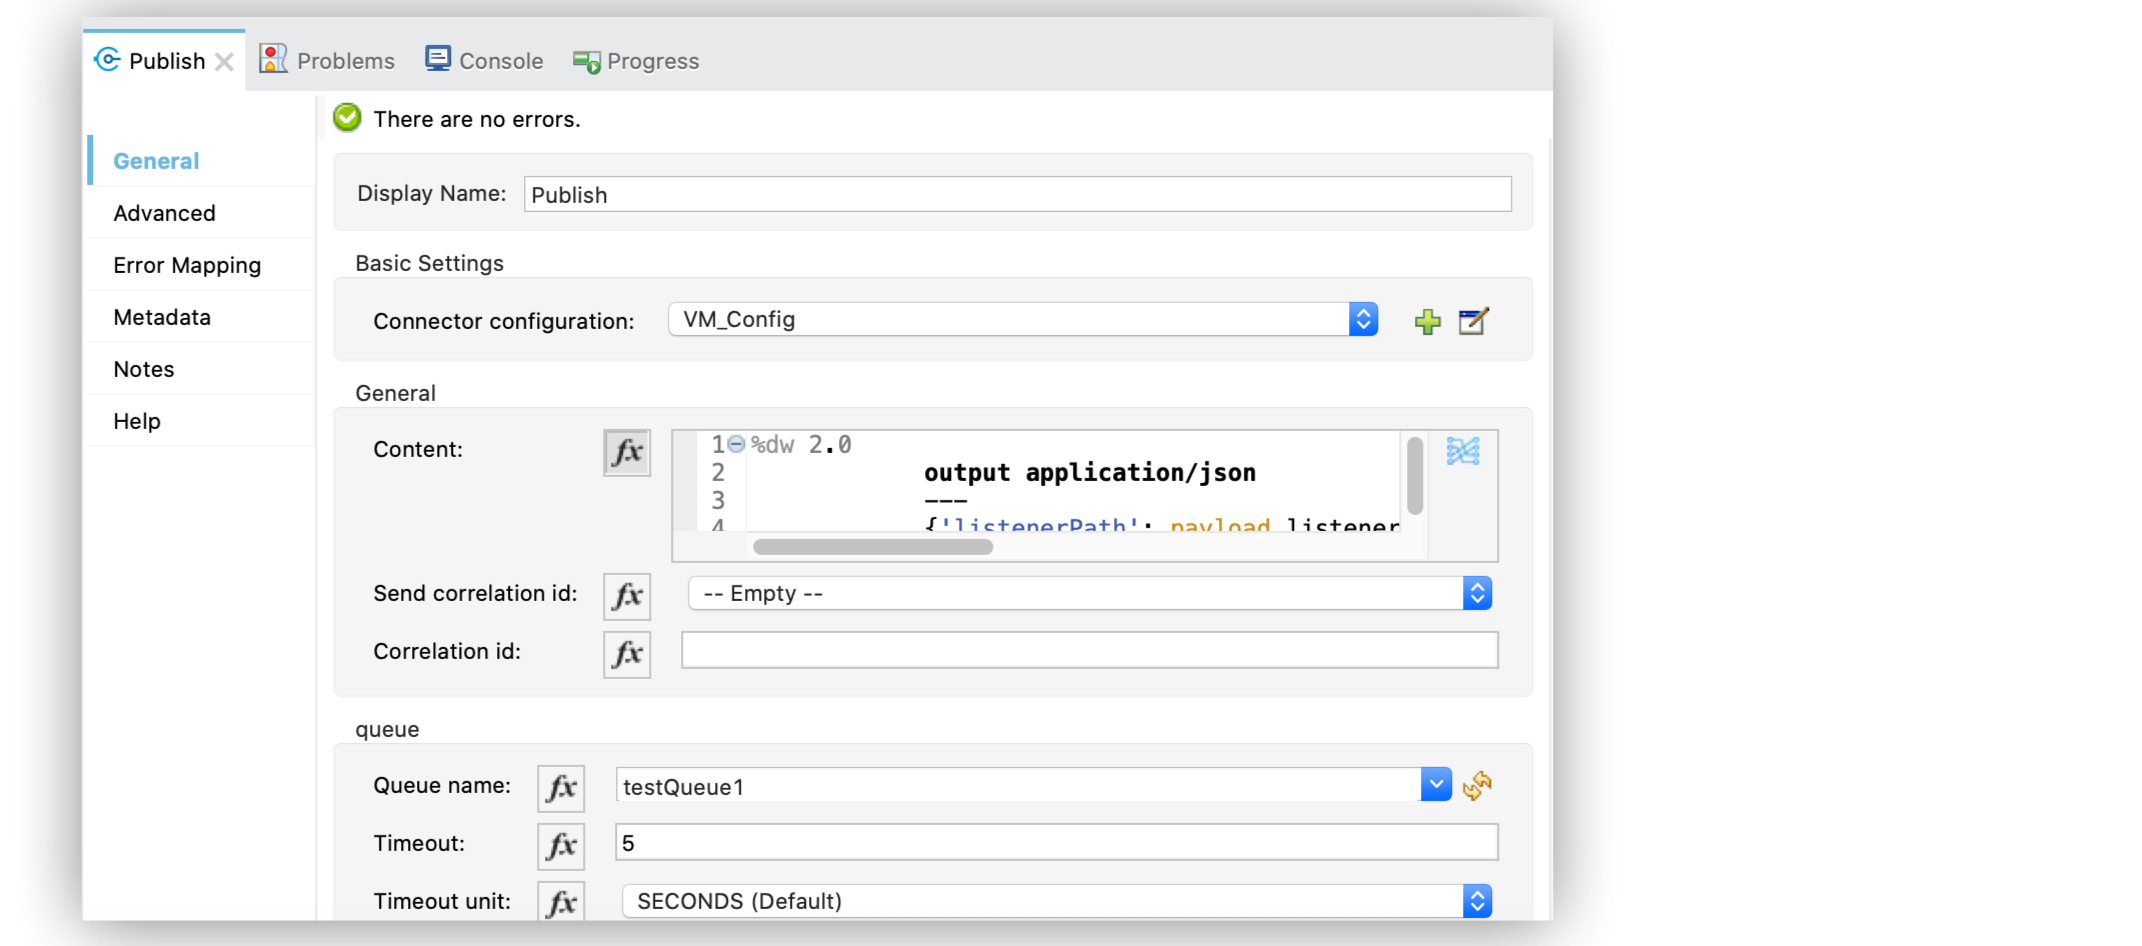 Publish Problems Console Progress
There are no errors.
General
Advanced
Error Mapping
Metadata
Notes
Help
Display Name: Publish
Basic Settings
Connector configuration: VM_Config
General
Content: fx
1 %dw 2.0
2 output application/json
3 ---
4 {'listenerPath': payload listener
Send correlation id: fx -- Empty --
Correlation id: fx
queue
Queue name: fx testQueue1
Timeout: fx 5
Timeout unit: fx SECONDS (Default)